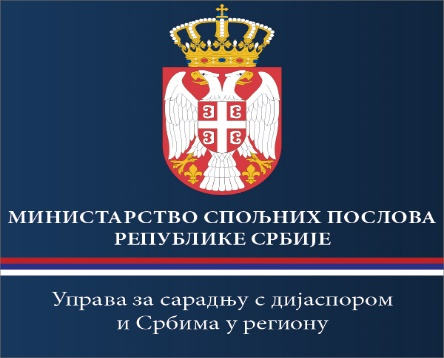 МИНИСТАРСТВО СПОЉНИХ ПОСЛОВА
РЕПУБЛИКЕ СРБИЈЕ
Управа за сарадњу с дијаспором
и Србима у региону